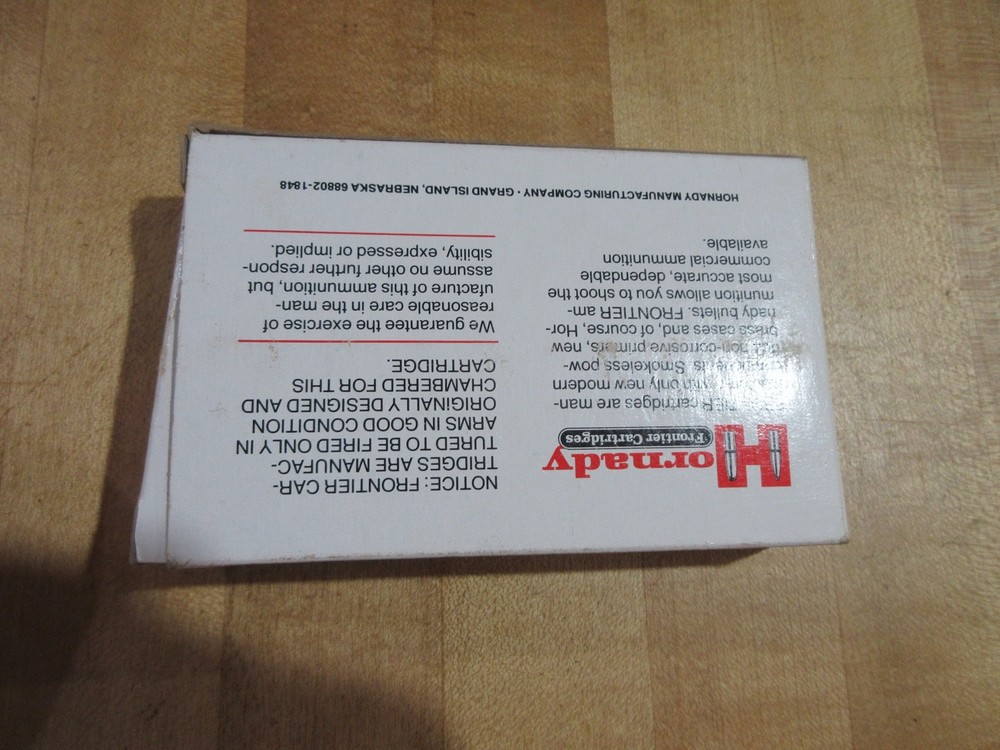 Hornady
Frontier Cartridges
cartridges are man-
with only new modern
Smokeless pow-
non-corrosive primers, new
brass cases and, of course, Hor-
nady bullets. FRONTIER am-
munition allows you to shoot the
most accurate, dependable
commercial ammunition
available.
NOTICE: FRONTIER CAR-
TRIDGES ARE MANUFAC-
TURED TO BE FIRED ONLY IN
ARMS IN GOOD CONDITION
ORIGINALLY DESIGNED AND
CHAMBERED FOR THIS
CARTRIDGE.
We guarantee the exercise of
reasonable care in the man-
ufacture of this ammunition, but
assume no other further respon-
sibility, expressed or implied.
HORNADY MANUFACTURING COMPANY · GRAND ISLAND, NEBRASKA 68802-1848